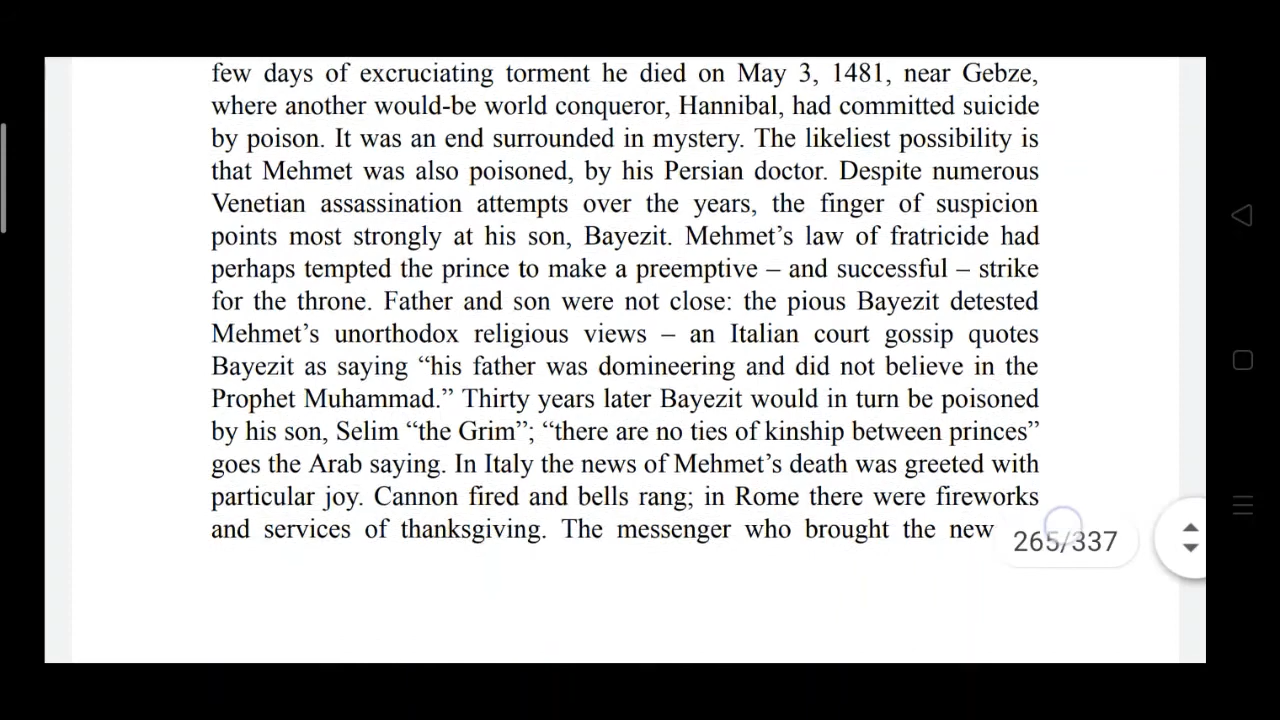 few days of excruciating torment he died on May 3, 1481, near Gebze,
where another would-be world conqueror, Hannibal, had committed suicide
by poison. It was an end surrounded in mystery. The likeliest possibility is
that Mehmet was also poisoned, by his Persian doctor. Despite numerous
Venetian assassination attempts over the years, the finger of suspicion
points most strongly at his son, Bayezit. Mehmet’s law of fratricide had
perhaps tempted the prince to make a preemptive – and successful – strike
for the throne. Father and son were not close: the pious Bayezit detested
Mehmet’s unorthodox religious views – an Italian court gossip quotes
Bayezit as saying “his father was domineering and did not believe in the
Prophet Muhammad.” Thirty years later Bayezit would in turn be poisoned
by his son, Selim “the Grim”; “there are no ties of kinship between princes”
goes the Arab saying. In Italy the news of Mehmet’s death was greeted with
particular joy. Cannon fired and bells rang; in Rome there were fireworks
and services of thanksgiving. The messenger who brought the new
265/337